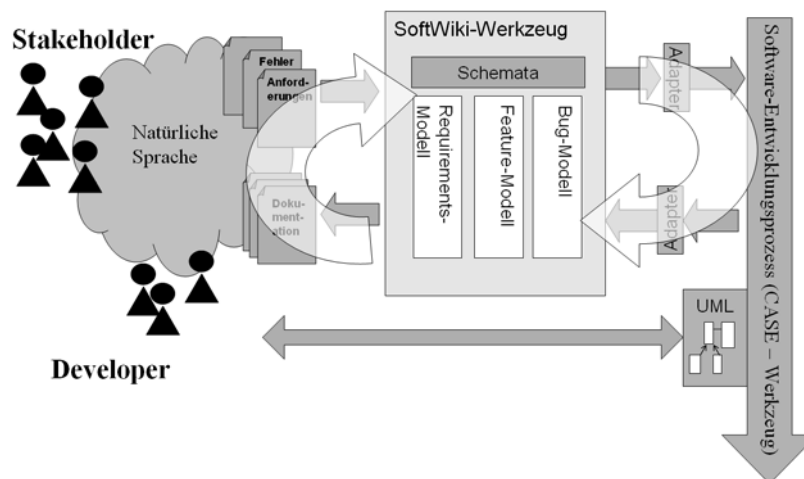 Stakeholder
Natürliche
Sprache
Fehler
Anford-
erungen
Doku-
ment-
ation
Developer
SoftWiki-Werkzeug
Schemata
Requirements-
Modell
Feature-Modell
Bug-Modell
Adapter
Adapter
UML
Software-Entwicklungsprozess (CASE – Werkzeug)